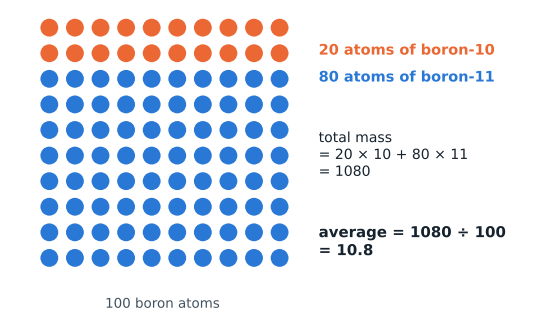 20 atoms of boron-10
80 atoms of boron-11
total mass
= 20 × 10 + 80 × 11
= 1080
average = 1080 ÷ 100
= 10.8
100 boron atoms